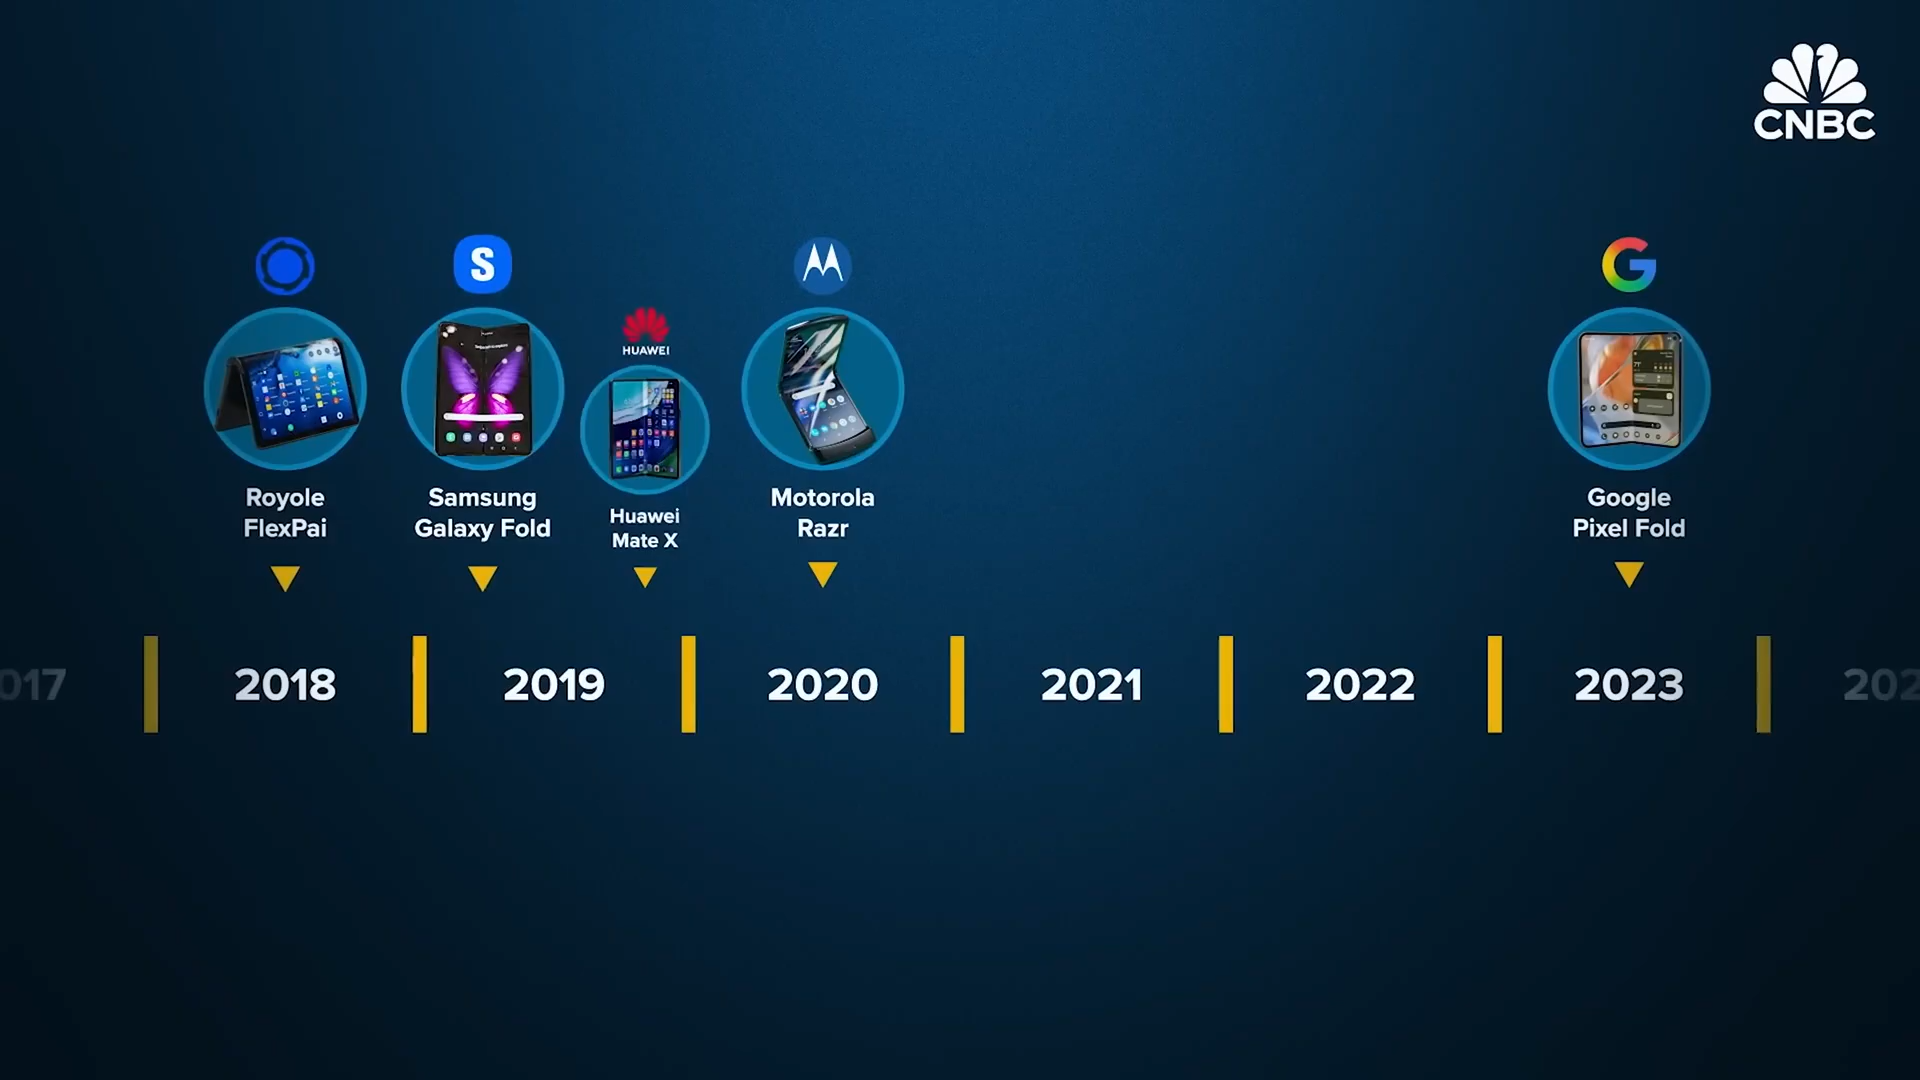 CNBC
S
HUAWEI
G
Royole
FlexPai
Samsung
Galaxy Fold
Huawei
Mate X
Motorola
Razr
Google
Pixel Fold
017
2018
2019
2020
2021
2022
2023
202